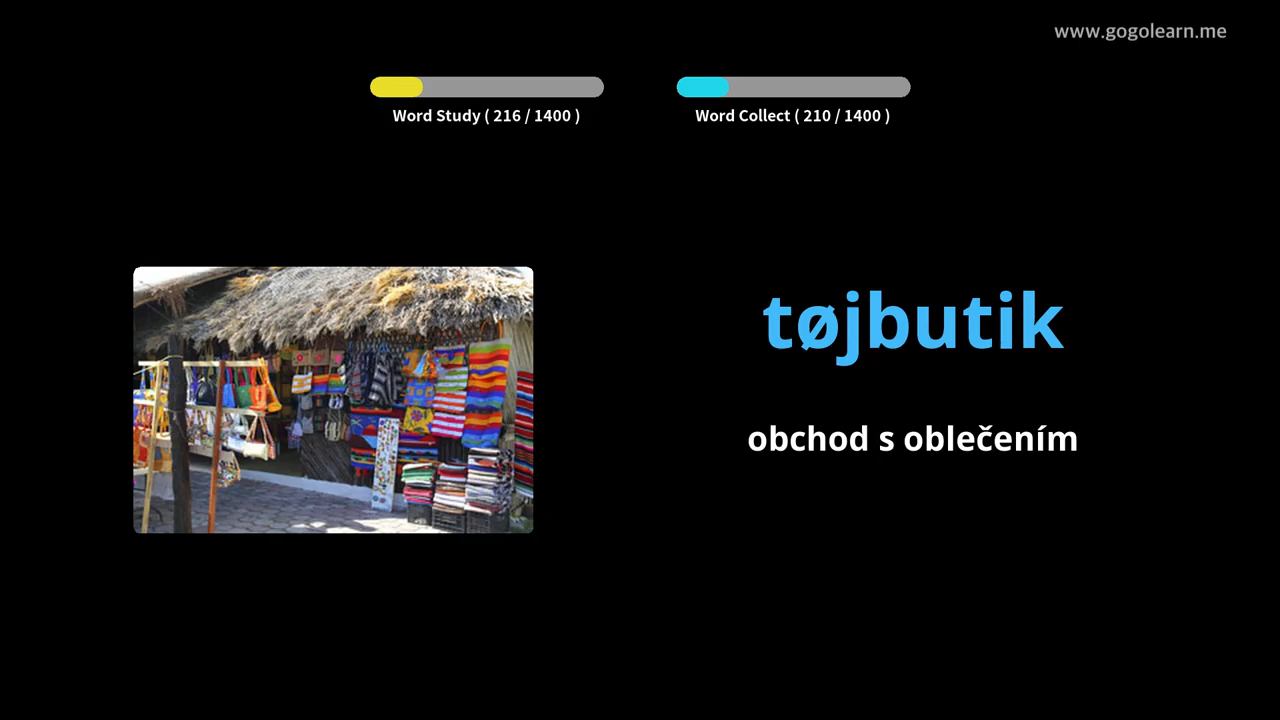 www.gogolearn.me
Word Study ( 216 / 1400 )
Word Collect ( 210 / 1400 )
tøjbutik
obchod s oblečením